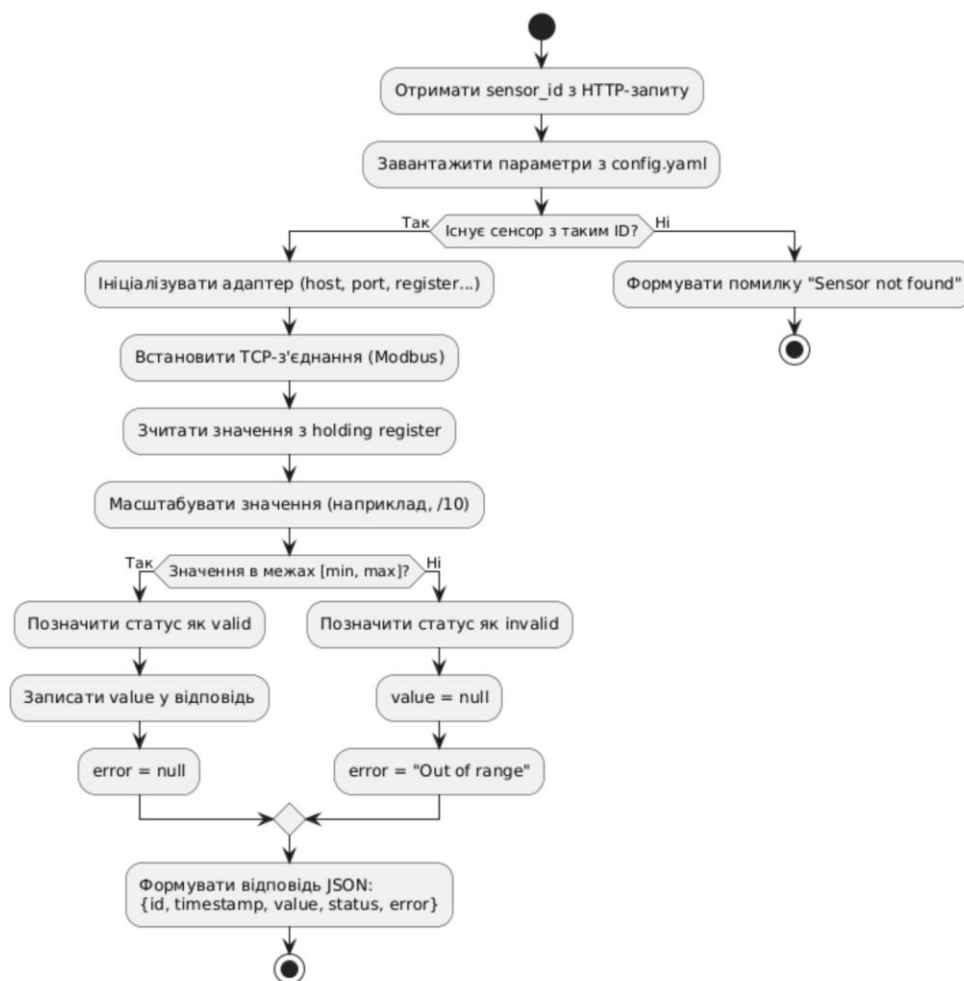 Отримати sensor_id з HTTP-запиту
Завантажити параметри з config.yaml
Так
Існує сенсор з таким ID?
Ні
Ініціалізувати адаптер (host, port, register...)
Формувати помилку "Sensor not found"
Встановити TCP-з'єднання (Modbus)
Зчитати значення з holding register
Масштабувати значення (наприклад, /10)
Так
Значення в межах [min, max]?
Ні
Позначити статус як valid
Позначити статус як invalid
Записати value у відповідь
value = null
error = null
error = "Out of range"
Формувати відповідь JSON:
{id, timestamp, value, status, error}